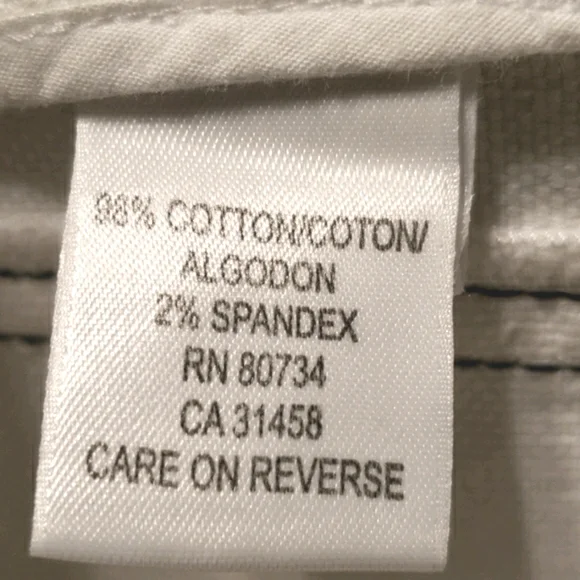 98% COTTON/COTON/
ALGODON
2% SPANDEX
RN 80734
CA 31458
CARE ON REVERSE